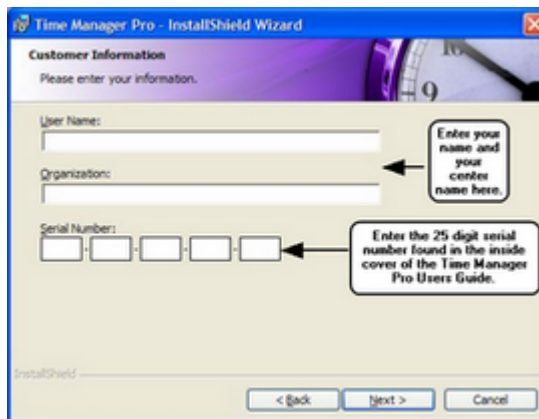 Time Manager Pro - InstallShield Wizard
Customer Information
Please enter your information.
10
9
User Name:
Enter your
name and
your
center
name here.
Organization:
Serial Number:
Enter the 25 digit serial
number found in the inside
cover of the Time Manager
Pro Users Guide.
InstallShield
< Back
Next >
Cancel